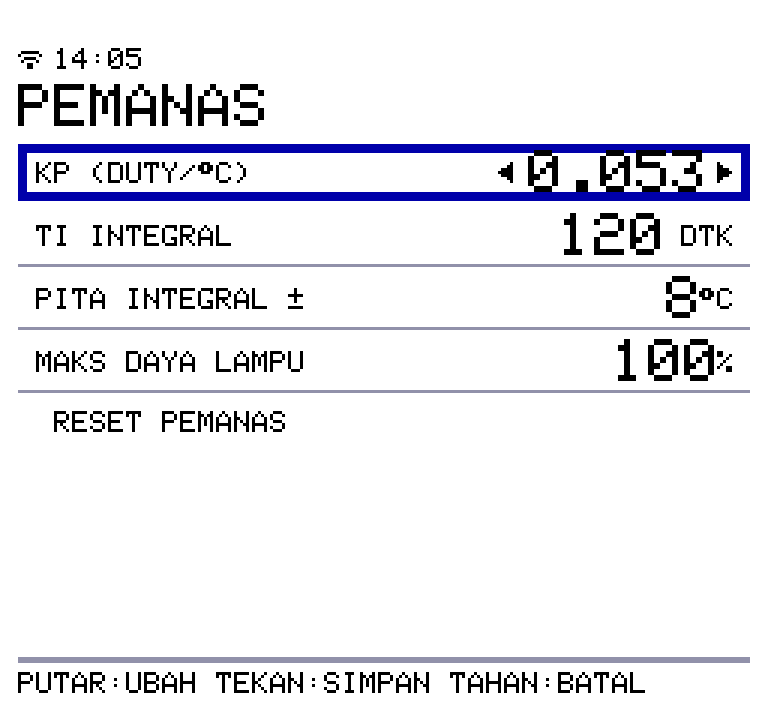 14:05
PEMANAS
KP (DUTY/°C) ◀0.053▶
TI INTEGRAL 120 DTK
PITA INTEGRAL ± 8°C
MAKS DAYA LAMPU 100%
RESET PEMANAS
PUTAR:UBAH TEKAN:SIMPAN TAHAN:BATAL